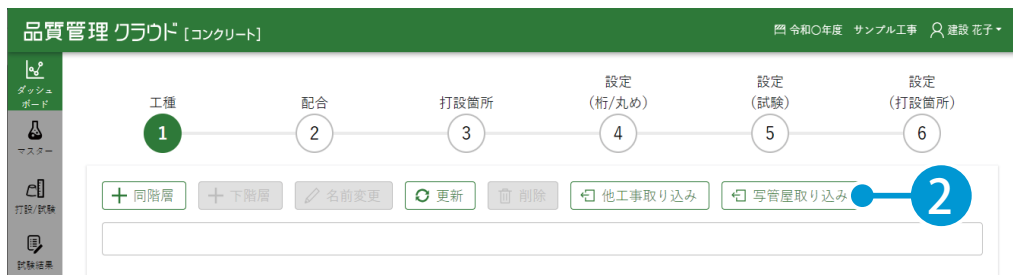 品質管理 クラウド [コンクリート]
令和〇年度 サンプル工事 建設 花子
ダッシュ
ボード
マスター
打設/試験
試験結果
工種
配合
打設箇所
設定
(桁/丸め)
設定
(試験)
設定
(打設箇所)
1 2 3 4 5 6
同階層 下階層 名前変更 更新 削除 他工事取り込み 写管屋取り込み
2